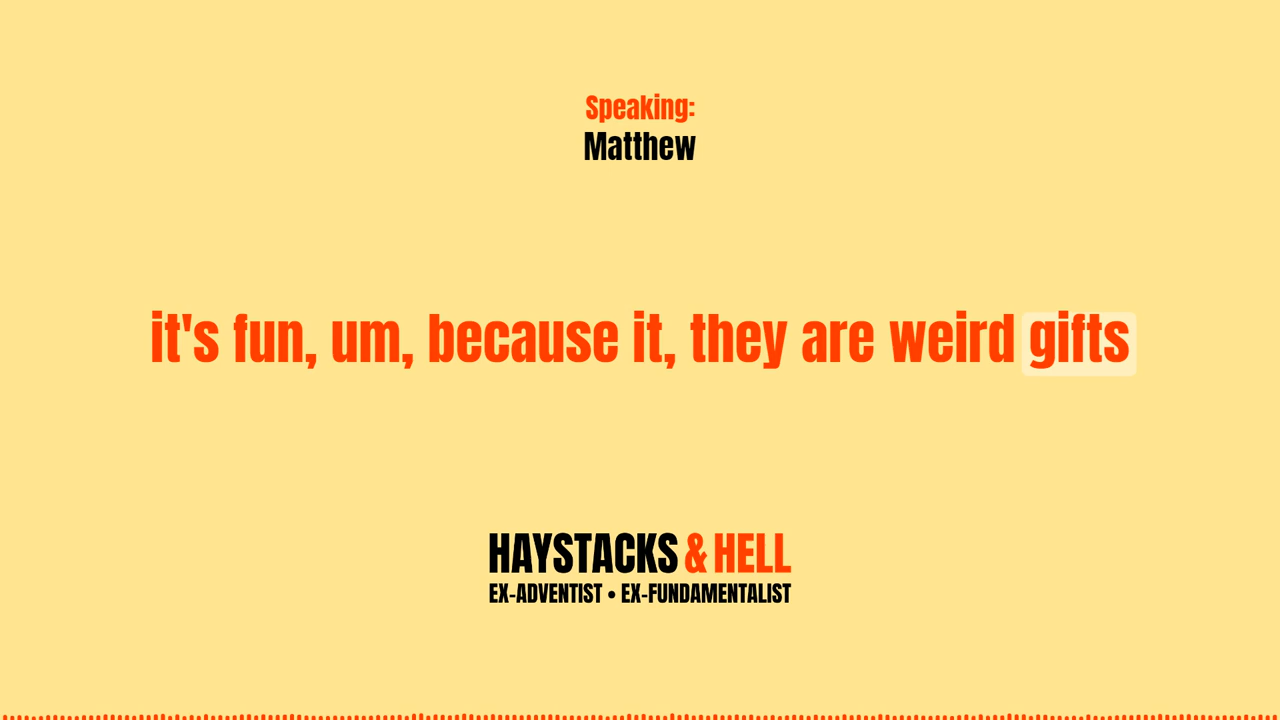 Speaking:
Matthew
it's fun, um, because it, they are weird gifts
HAYSTACKS & HELL
EX-ADVENTIST • EX-FUNDAMENTALIST